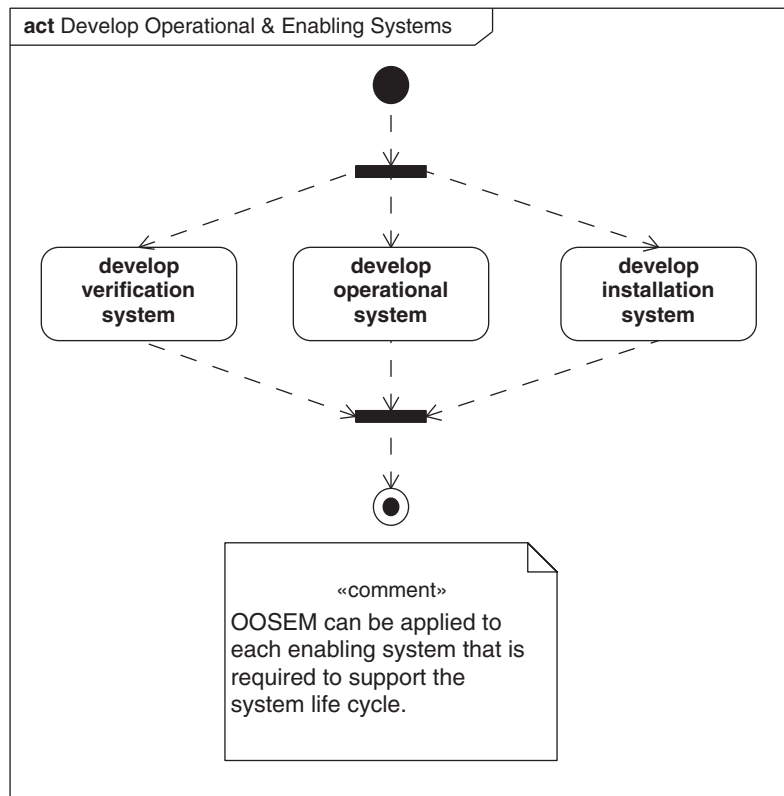 act Develop Operational & Enabling Systems
develop
verification
system
develop
operational
system
develop
installation
system
«comment»
OOSEM can be applied to
each enabling system that is
required to support the
system life cycle.